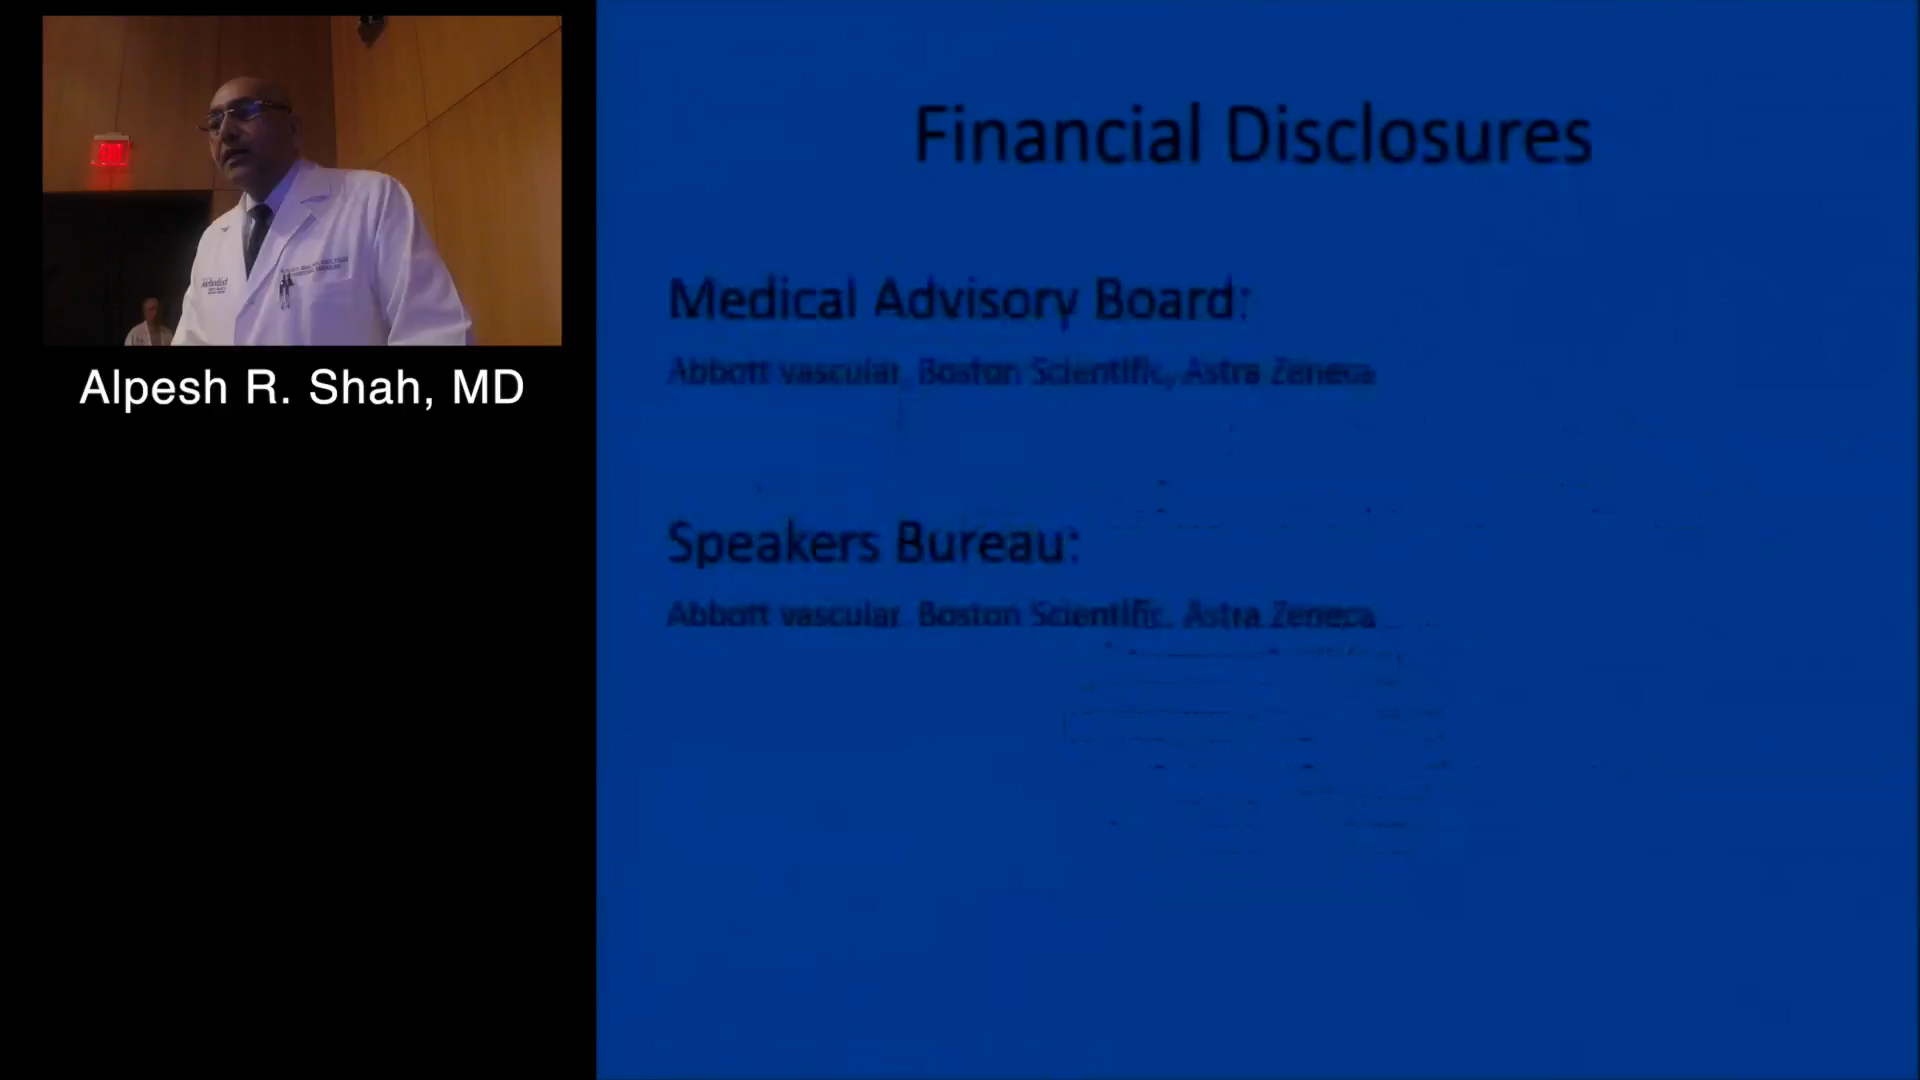 Financial Disclosures
Medical Advisory Board:
Abbott vascular, Boston Scientific, Astra Zeneca
Speakers Bureau:
Abbott vascular, Boston Scientific, Astra Zeneca
Alpesh R. Shah, MD
Methodist